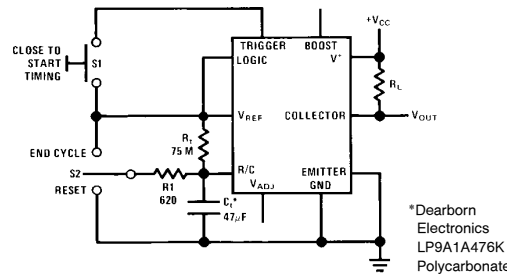 CLOSE TO
START
TIMING
S1
TRIGGER
BOOST
+VCC
LOGIC
V+
RL
VREF
COLLECTOR
VOUT
Rt
75 M
END CYCLE
S2
R/C
EMITTER
RESET
R1
620
VADJ
GND
Ct*
47µF
*Dearborn
Electronics
LP9A1A476K
Polycarbonate